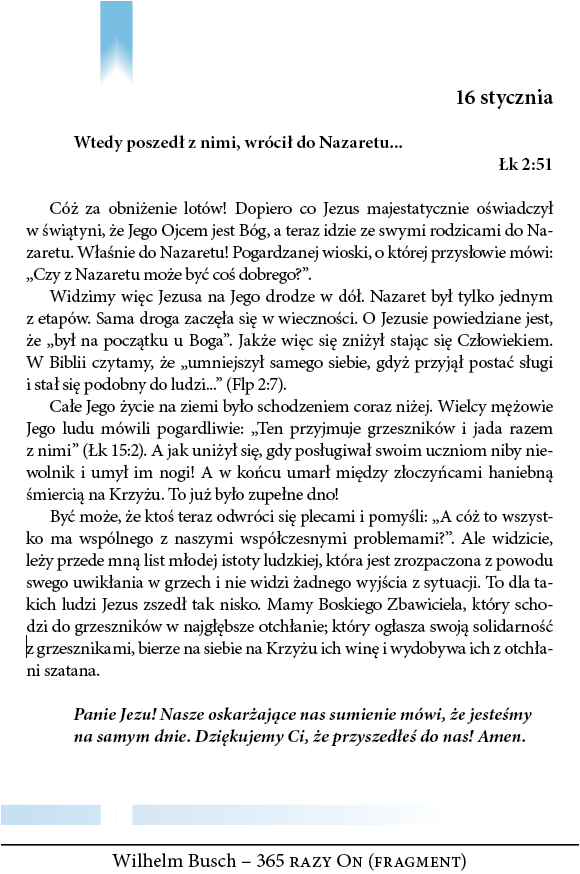 16 stycznia
Wtedy poszedł z nimi, wrócił do Nazaretu...
Łk 2:51
Cóż za obniżenie lotów! Dopiero co Jezus majestatycznie oświadczył
w świątyni, że Jego Ojcem jest Bóg, a teraz idzie ze swymi rodzicami do Na-
zaretu. Właśnie do Nazaretu! Pogardzanej wioski, o której przysłowie mówi:
„Czy z Nazaretu może być coś dobrego?”.
Widzimy więc Jezusa na Jego drodze w dół. Nazaret był tylko jednym
z etapów. Sama droga zaczęła się w wieczności. O Jezusie powiedziane jest,
że „był na początku u Boga”. Jakże więc się zniżył stając się Człowiekiem.
W Biblii czytamy, że „umniejszył samego siebie, gdyż przyjął postać sługi
i stał się podobny do ludzi...” (Flp 2:7).
Całe Jego życie na ziemi było schodzeniem coraz niżej. Wielcy mężowie
Jego ludu mówili pogardliwie: „Ten przyjmuje grzeszników i jada razem
z nimi” (Łk 15:2). A jak uniżył się, gdy posługiwał swoim uczniom niby nie-
wolnik i umył im nogi! A w końcu umarł między złoczyńcami haniebną
śmiercią na Krzyżu. To już było zupełne dno!
Być może, że ktoś teraz odwróci się plecami i pomyśli: „A cóż to wszyst-
ko ma wspólnego z naszymi współczesnymi problemami?”. Ale widzicie,
leży przede mną list młodej istoty ludzkiej, która jest zrozpaczona z powodu
swego uwikłania w grzech i nie widzi żadnego wyjścia z sytuacji. To dla ta-
kich ludzi Jezus zszedł tak nisko. Mamy Boskiego Zbawiciela, który scho-
dzi do grzeszników w najgłębsze otchłanie; który ogłasza swoją solidarność
z grzesznikami, bierze na siebie na Krzyżu ich winę i wydobywa ich z otchła-
ni szatana.
Panie Jezu! Nasze oskarżające nas sumienie mówi, że jesteśmy
na samym dnie. Dziękujemy Ci, że przyszedłeś do nas! Amen.
Wilhelm Busch – 365 RAZY ON (FRAGMENT)